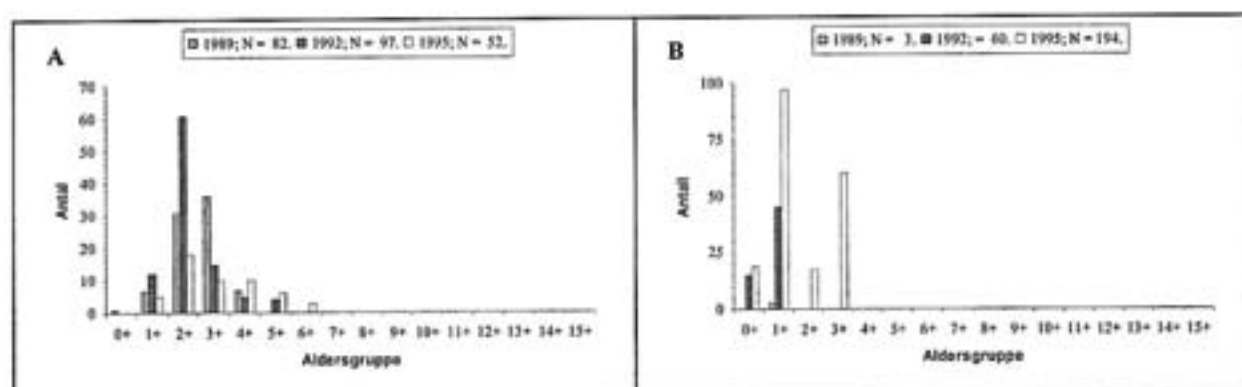 A
1989; N = 82. 1992; N = 97. 1995; N = 52.
Antal
70
60
50
40
30
20
10
0
0+ 1+ 2+ 3+ 4+ 5+ 6+ 7+ 8+ 9+ 10+ 11+ 12+ 13+ 14+ 15+
Aldersgruppe
B
1989; N = 3. 1992; = 60. 1995; N = 194.
Antall
100
75
50
25
0
0+ 1+ 2+ 3+ 4+ 5+ 6+ 7+ 8+ 9+ 10+ 11+ 12+ 13+ 14+ 15+
Aldersgruppe